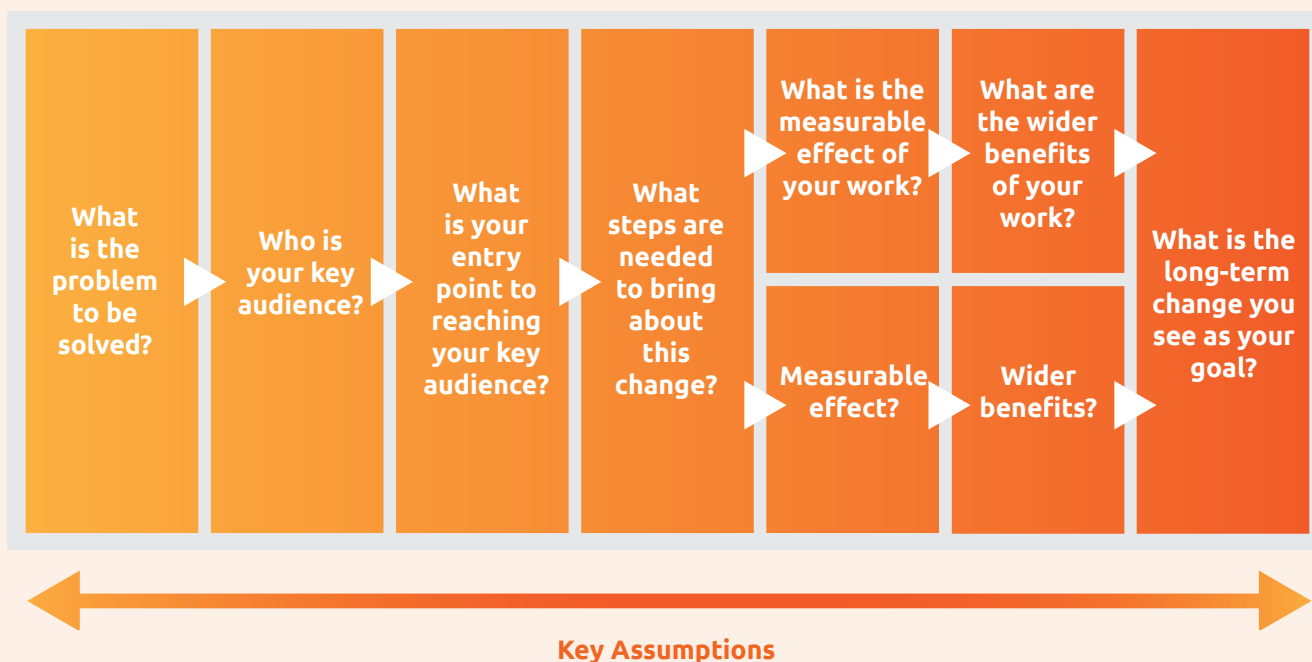 What
is the
problem
to be
solved?
Who is
your key
audience?
What
is your
entry
point to
reaching
your key
audience?
What
steps are
needed
to bring
about
this
change?
What is the
measurable
effect of
your work?
What are
the wider
benefits
of your
work?
Measurable
effect?
Wider
benefits?
What is the
long-term
change you
see as your
goal?
Key Assumptions